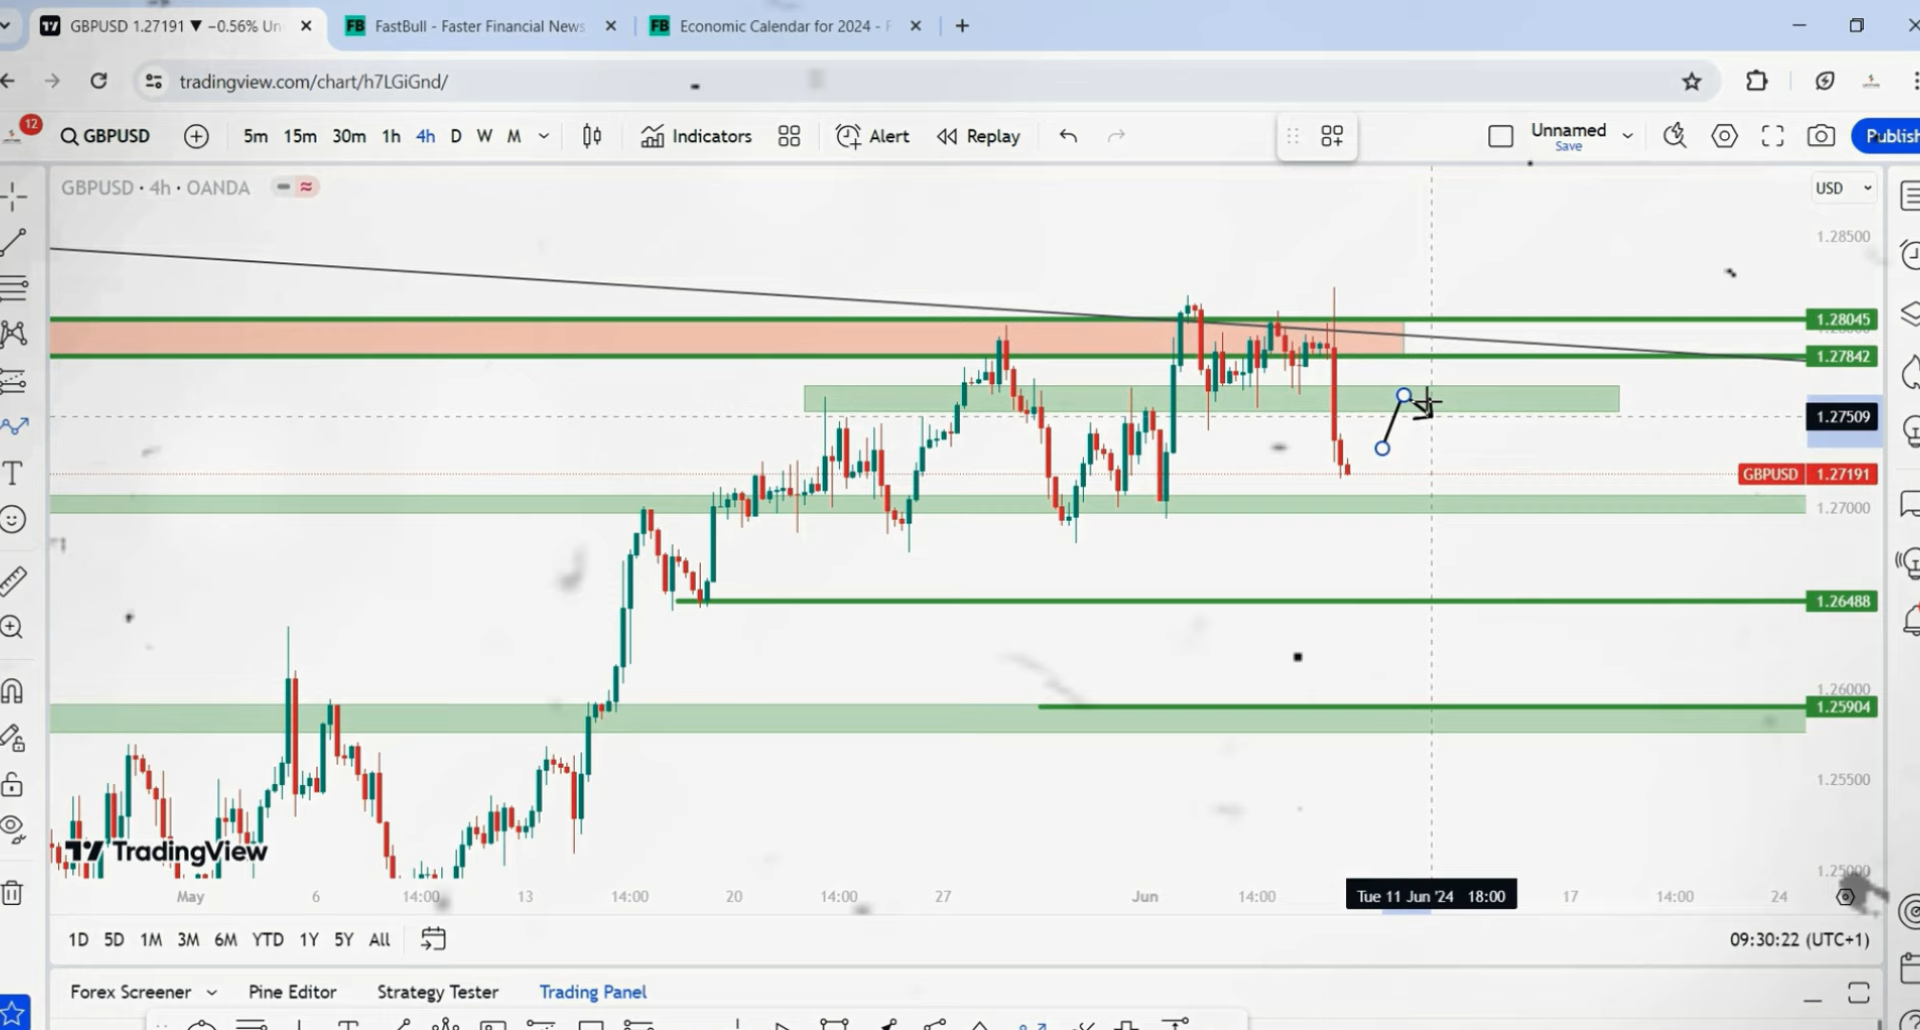 GBPUSD 1.27191 ▼ −0.56% Un
FB FastBull - Faster Financial News
FB Economic Calendar for 2024 - F
tradingview.com/chart/h7LGiGnd/
12
GBPUSD
5m 15m 30m 1h 4h D W M
Indicators
Alert
Replay
Unnamed
Save
Publish
GBPUSD · 4h · OANDA
USD
1.28500
1.28045
1.27842
1.27509
GBPUSD 1.27191
1.27000
1.26488
1.26000
1.25904
1.25500
1.25000
TradingView
May 6 14:00 13 14:00 20 14:00 27 Jun 14:00 Tue 11 Jun '24 18:00 17 14:00 24
1D 5D 1M 3M 6M YTD 1Y 5Y All
09:30:22 (UTC+1)
Forex Screener Pine Editor Strategy Tester Trading Panel